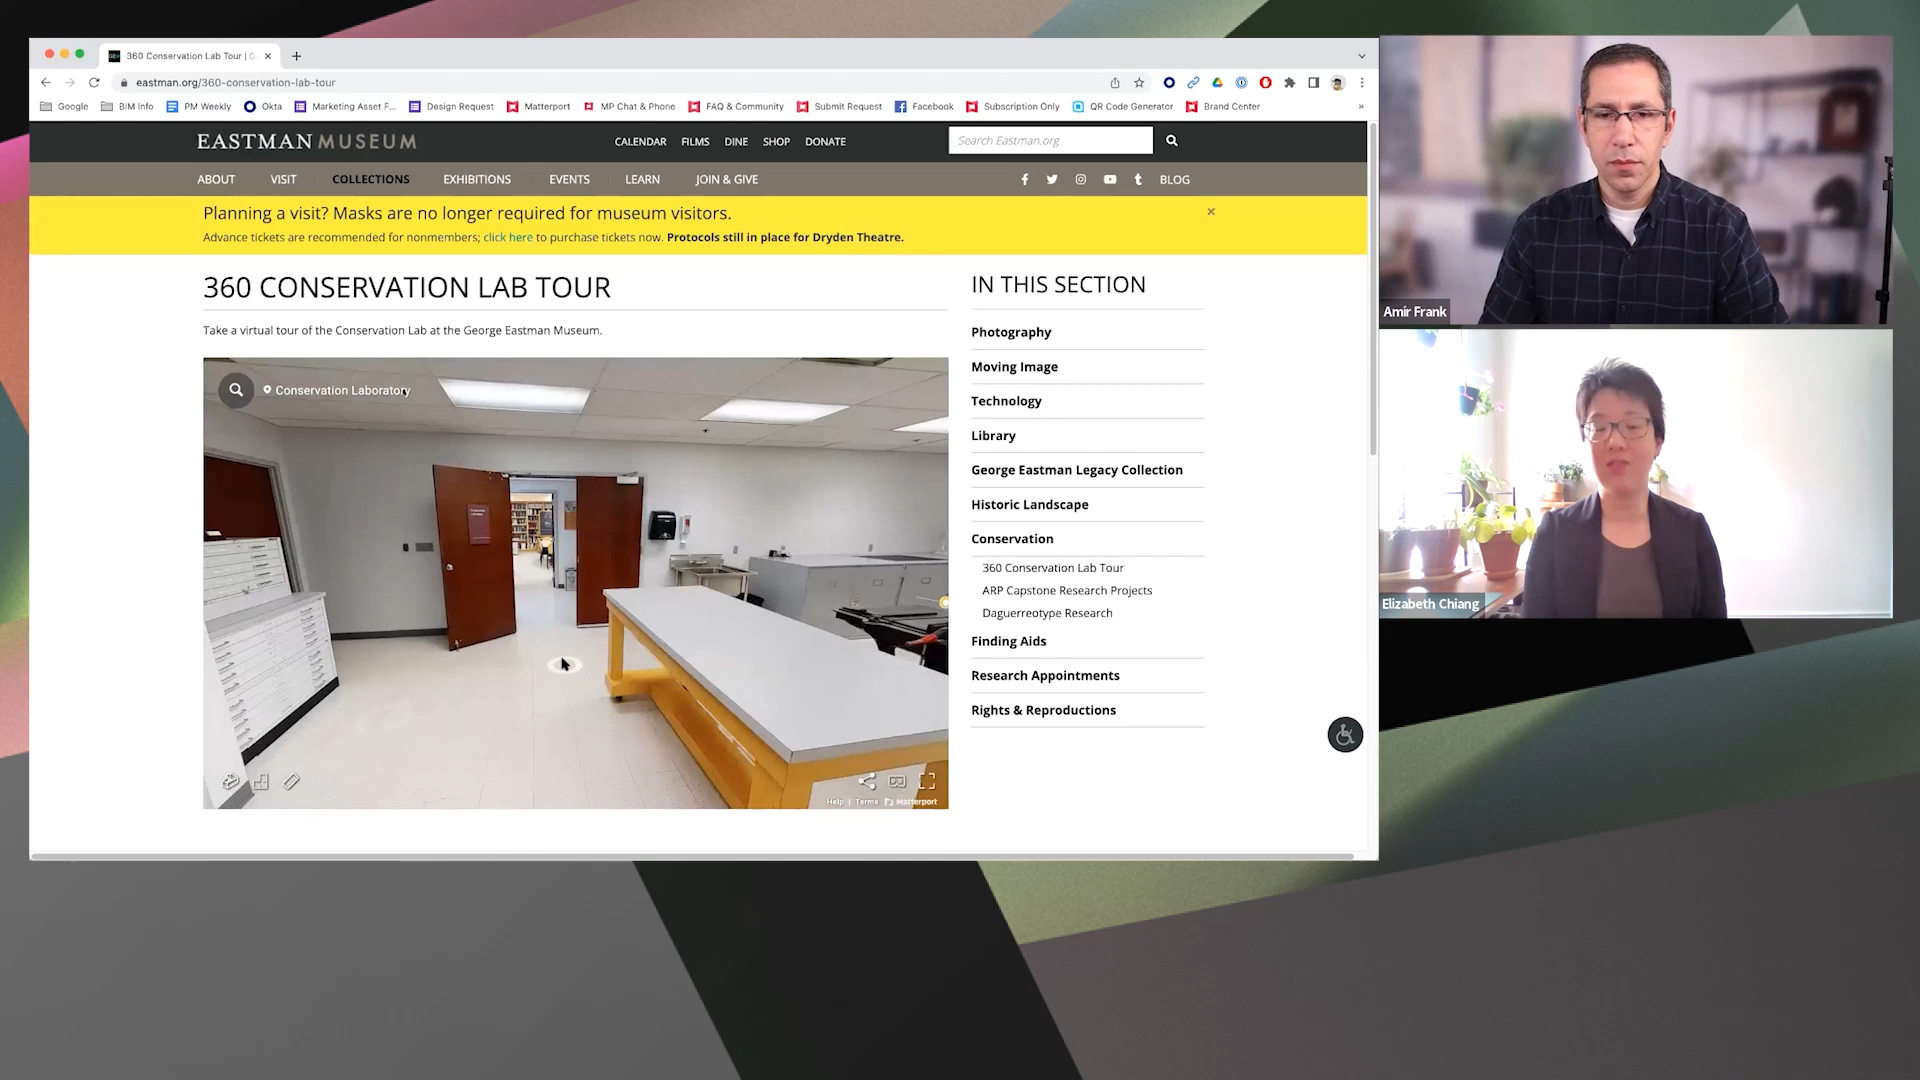 360 Conservation Lab Tour | G
eastman.org/360-conservation-lab-tour
Google BIM Info PM Weekly Okta Marketing Asset F... Design Request Matterport MP Chat & Phone FAQ & Community Submit Request Facebook Subscription Only QR Code Generator Brand Center »
EASTMAN MUSEUM CALENDAR FILMS DINE SHOP DONATE Search Eastman.org
ABOUT VISIT COLLECTIONS EXHIBITIONS EVENTS LEARN JOIN & GIVE BLOG
Planning a visit? Masks are no longer required for museum visitors.
Advance tickets are recommended for nonmembers; click here to purchase tickets now. Protocols still in place for Dryden Theatre.
360 CONSERVATION LAB TOUR
Take a virtual tour of the Conservation Lab at the George Eastman Museum.
Conservation Laboratory
Help | Terms Matterport
IN THIS SECTION
Photography
Moving Image
Technology
Library
George Eastman Legacy Collection
Historic Landscape
Conservation
360 Conservation Lab Tour
ARP Capstone Research Projects
Daguerreotype Research
Finding Aids
Research Appointments
Rights & Reproductions
Amir Frank
Elizabeth Chiang